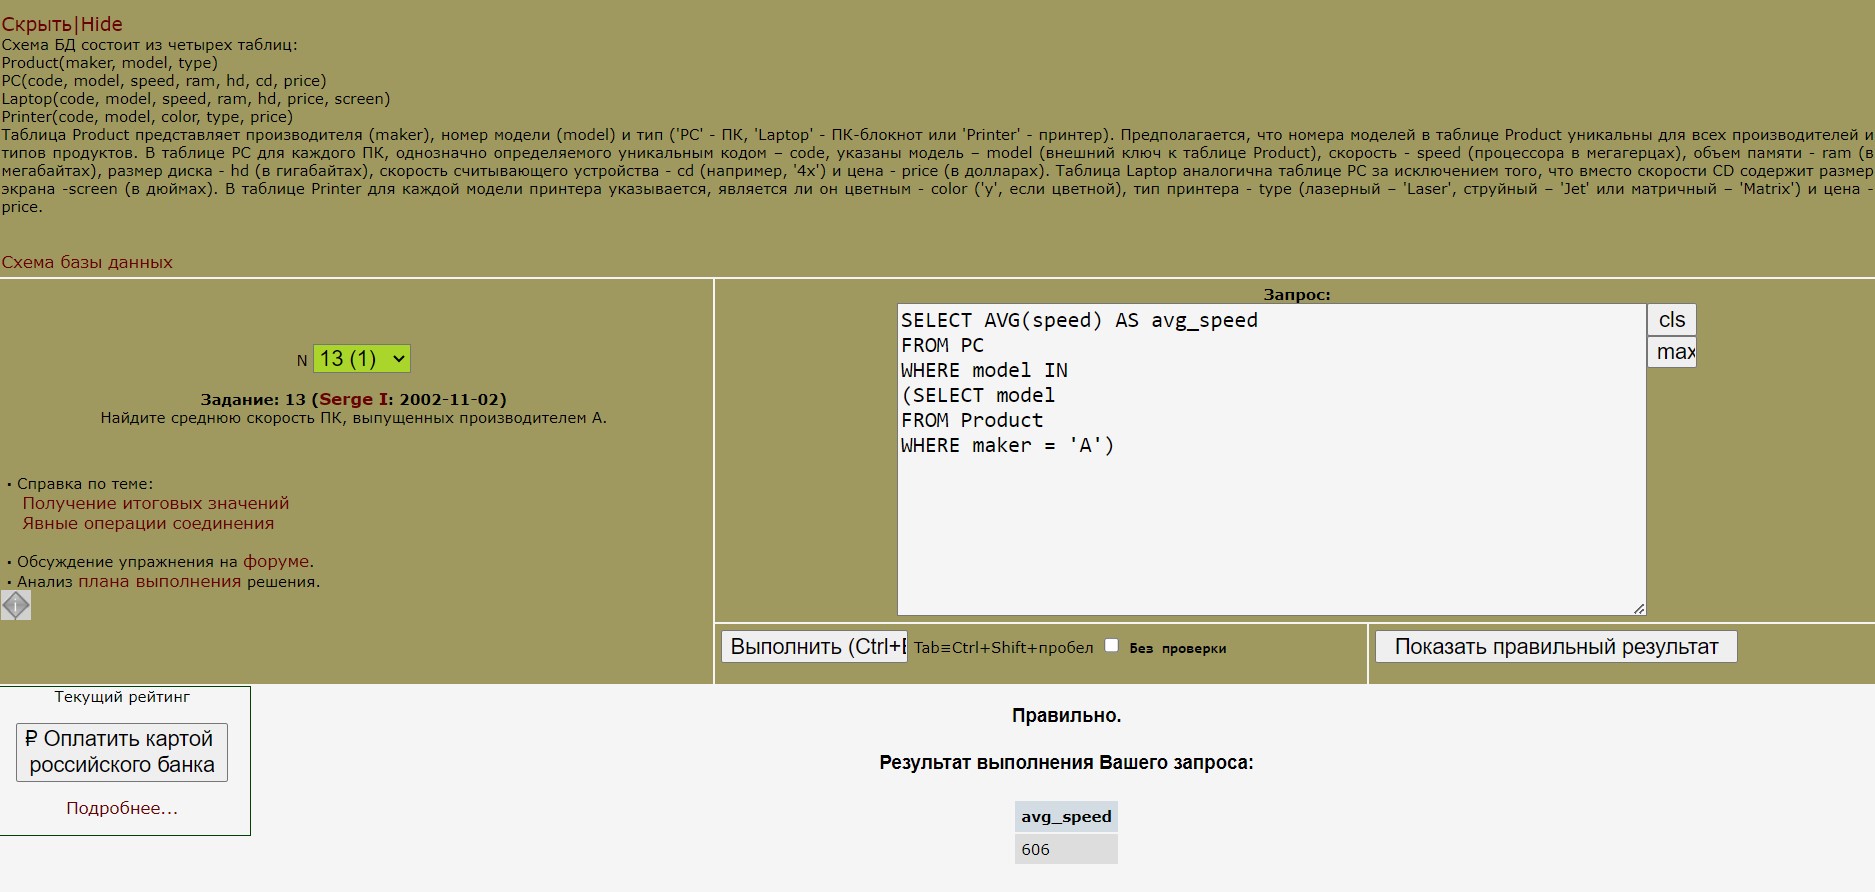 Скрыть|Hide
Схема БД состоит из четырех таблиц:
Product(maker, model, type)
PC(code, model, speed, ram, hd, cd, price)
Laptop(code, model, speed, ram, hd, price, screen)
Printer(code, model, color, type, price)
Таблица Product представляет производителя (maker), номер модели (model) и тип ('PC' - ПК, 'Laptop' - ПК-блокнот или 'Printer' - принтер). Предполагается, что номера моделей в таблице Product уникальны для всех производителей и
типов продуктов. В таблице PC для каждого ПК, однозначно определяемого уникальным кодом – code, указаны модель – model (внешний ключ к таблице Product), скорость - speed (процессора в мегагерцах), объем памяти - ram (в
мегабайтах), размер диска - hd (в гигабайтах), скорость считывающего устройства - cd (например, '4x') и цена - price (в долларах). Таблица Laptop аналогична таблице РС за исключением того, что вместо скорости CD содержит размер
экрана -screen (в дюймах). В таблице Printer для каждой модели принтера указывается, является ли он цветным - color ('y', если цветной), тип принтера - type (лазерный – 'Laser', струйный – 'Jet' или матричный – 'Matrix') и цена -
price.
Схема базы данных
N 13 (1)
Задание: 13 (Serge I: 2002-11-02)
Найдите среднюю скорость ПК, выпущенных производителем A.
• Справка по теме:
Получение итоговых значений
Явные операции соединения
• Обсуждение упражнения на форуме.
• Анализ плана выполнения решения.
i
Запрос:
SELECT AVG(speed) AS avg_speed
FROM PC
WHERE model IN
(SELECT model
FROM Product
WHERE maker = 'A')
cls
max
Выполнить (Ctrl+E Tab≡Ctrl+Shift+пробел Без проверки
Показать правильный результат
Текущий рейтинг
₽ Оплатить картой
российского банка
Подробнее...
Правильно.
Результат выполнения Вашего запроса:
avg_speed
606